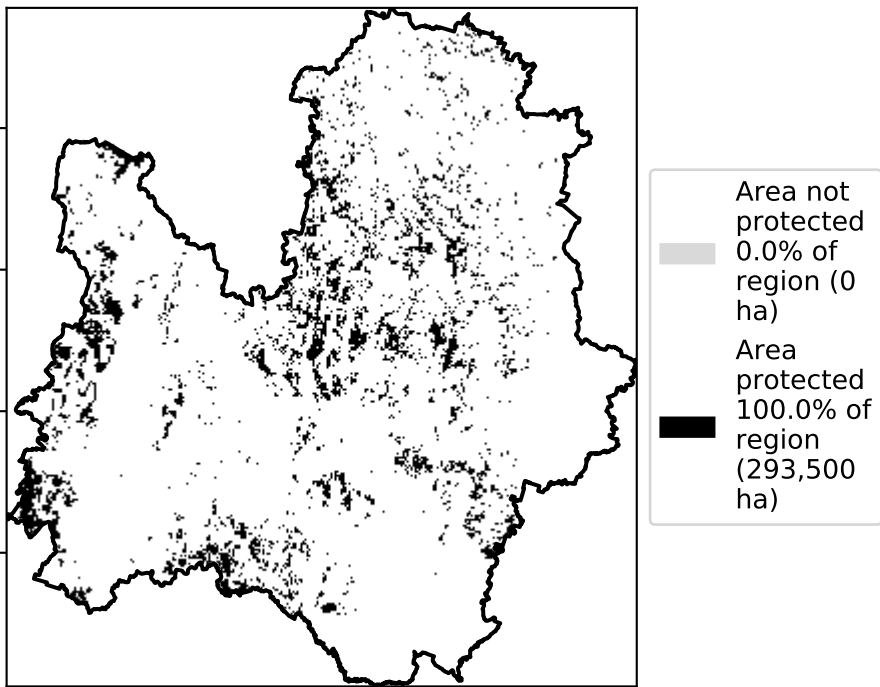 Area not
protected
0.0% of
region (0
ha)
Area
protected
100.0% of
region
(293,500
ha)